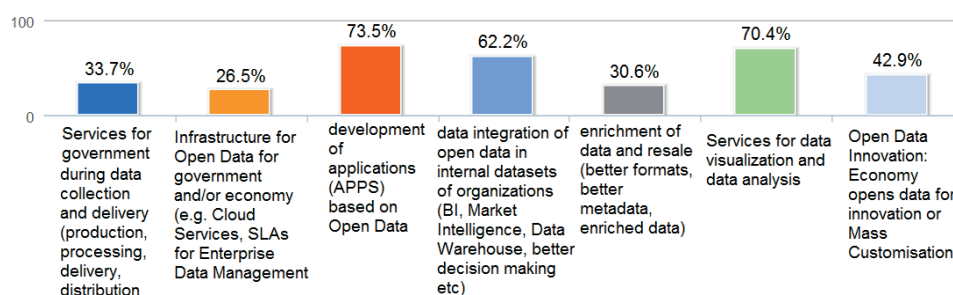 100
0
33.7%
26.5%
73.5%
62.2%
30.6%
70.4%
42.9%
Services for
government
during data
collection
and delivery
(production,
processing,
delivery,
distribution
Infrastructure for
Open Data for
government
and/or economy
(e.g. Cloud
Services, SLAs
for Enterprise
Data Management
development
of
applications
(APPS)
based on
Open Data
data integration of
open data in
internal datasets
of organizations
(BI, Market
Intelligence, Data
Warehouse, better
decision making
etc)
enrichment of
data and resale
(better formats,
better
metadata,
enriched data)
Services for data
visualization and
data analysis
Open Data
Innovation:
Economy
opens data for
innovation or
Mass
Customisation